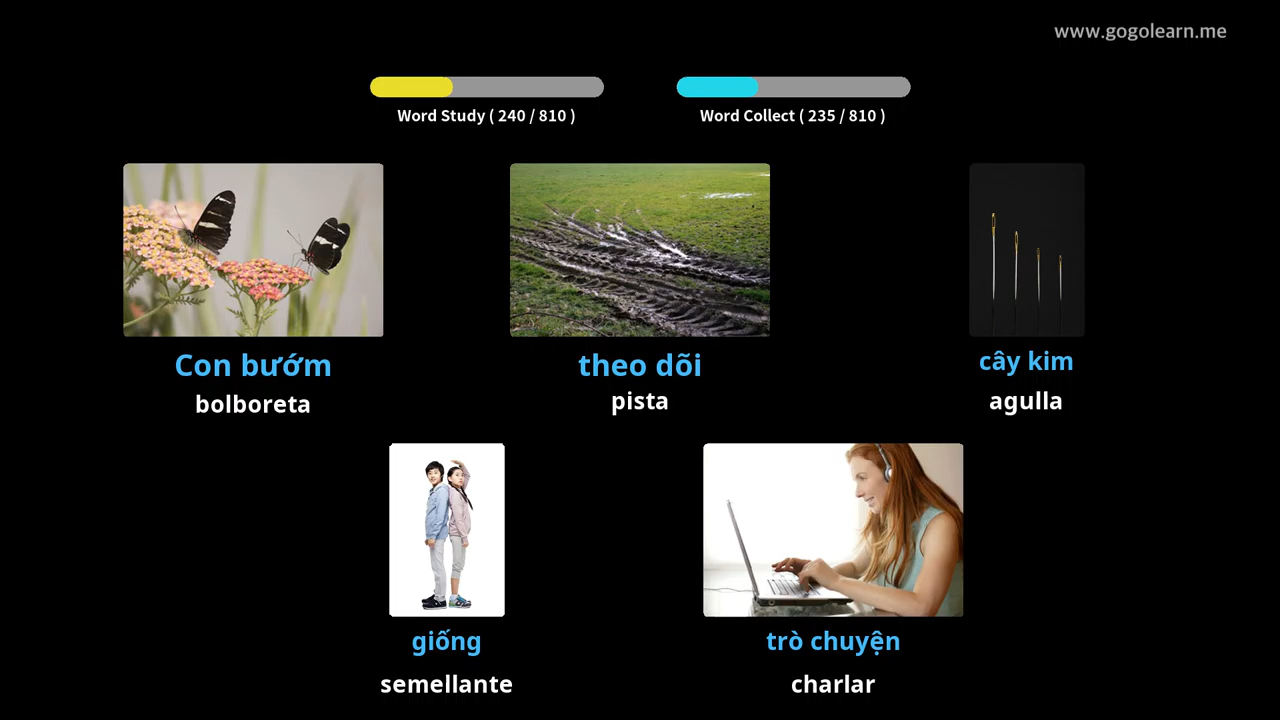 www.gogolearn.me
Word Study ( 240 / 810 )
Word Collect ( 235 / 810 )
Con bướm
bolboreta
theo dõi
pista
cây kim
agulla
giống
semellante
trò chuyện
charlar